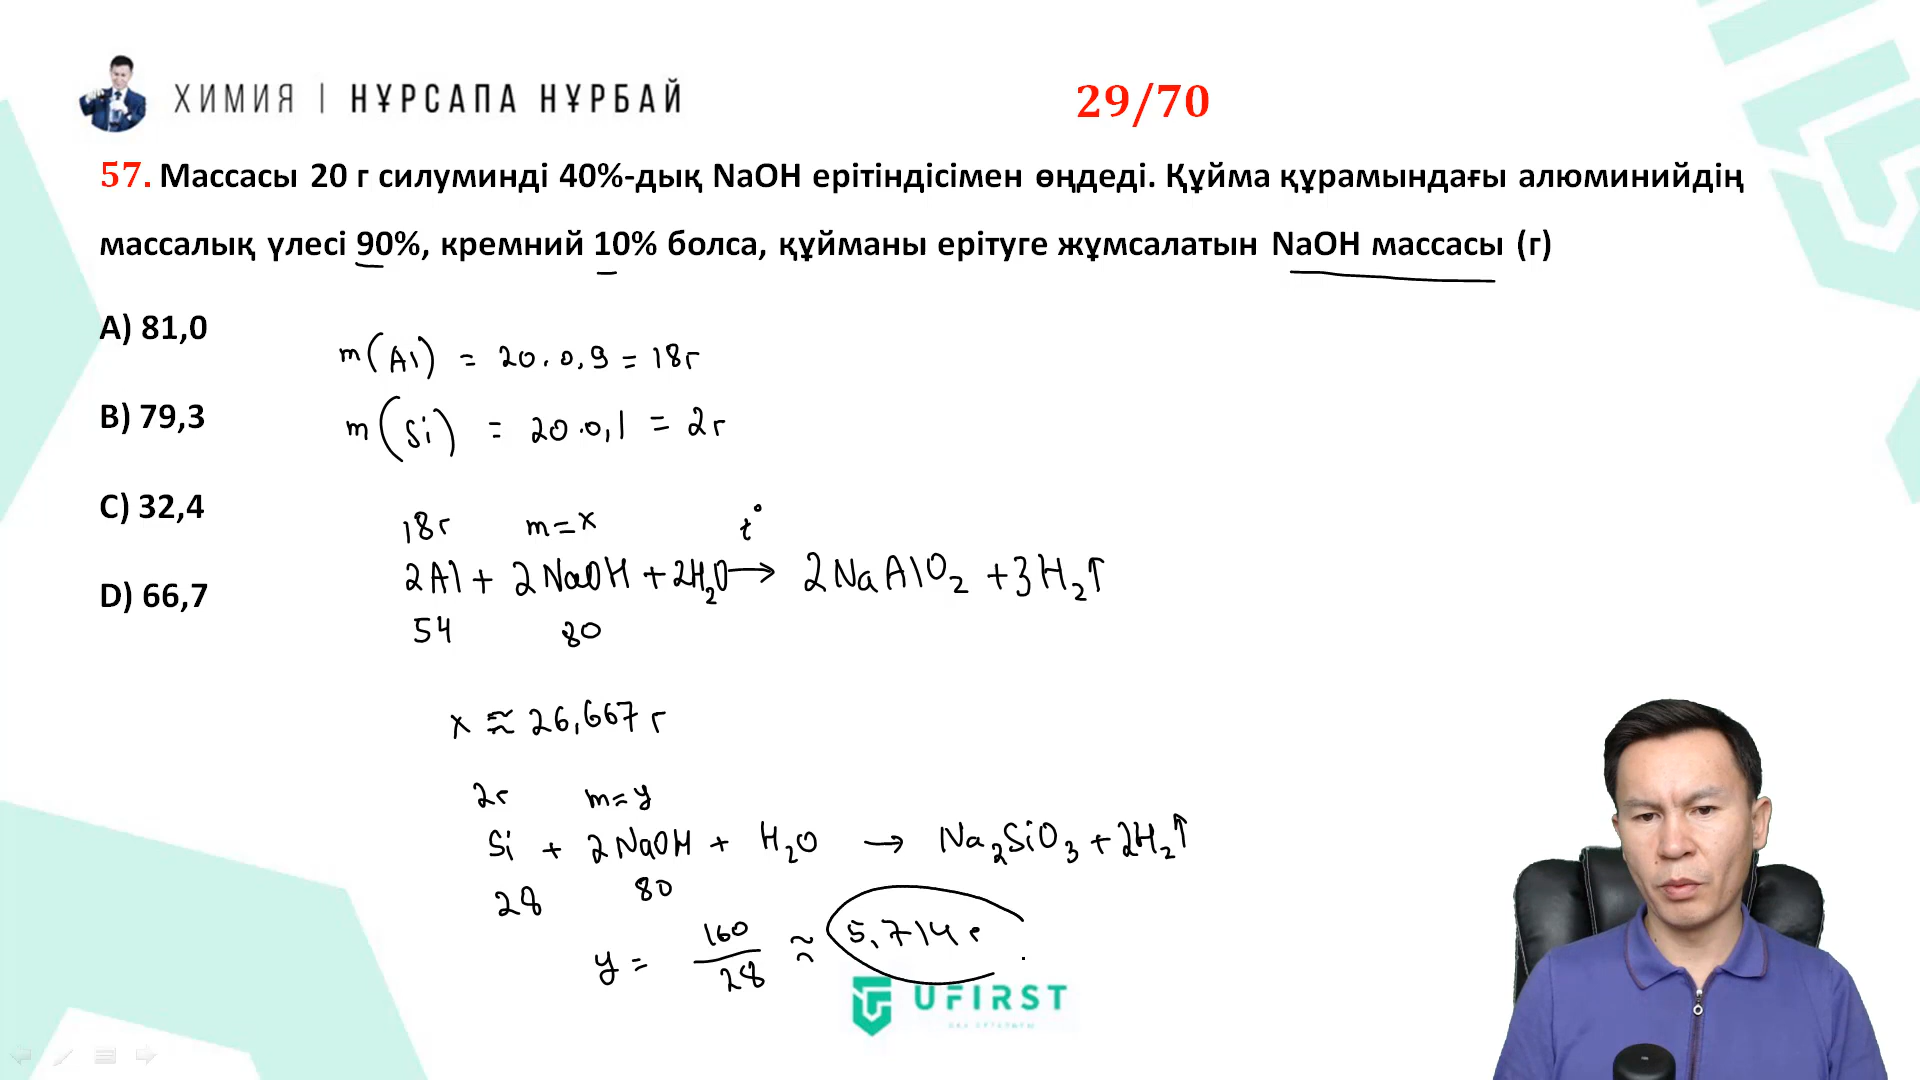 ХИМИЯ | НҰРСАПА НҰРБАЙ
29/70
57. Массасы 20 г силуминді 40%-дық NaOH ерітіндісімен өңдеді. Құйма құрамындағы алюминийдің
массалық үлесі 90%, кремний 10% болса, құйманы ерітуге жұмсалатын NaOH массасы (г)
A) 81,0
m(Al) = 20.0,9 = 18г
B) 79,3
m(Si) = 20.0,1 = 2г
C) 32,4
18г m=x t°
2Al + 2NaOH + 2H₂O → 2NaAlO₂ + 3H₂↑
D) 66,7
54 80
x ≈ 26,667 г
2г m=y
Si + 2NaOH + H₂O → Na₂SiO₃ + 2H₂↑
28 80
y = 160/28 ≈ 5,714 г
UFIRST